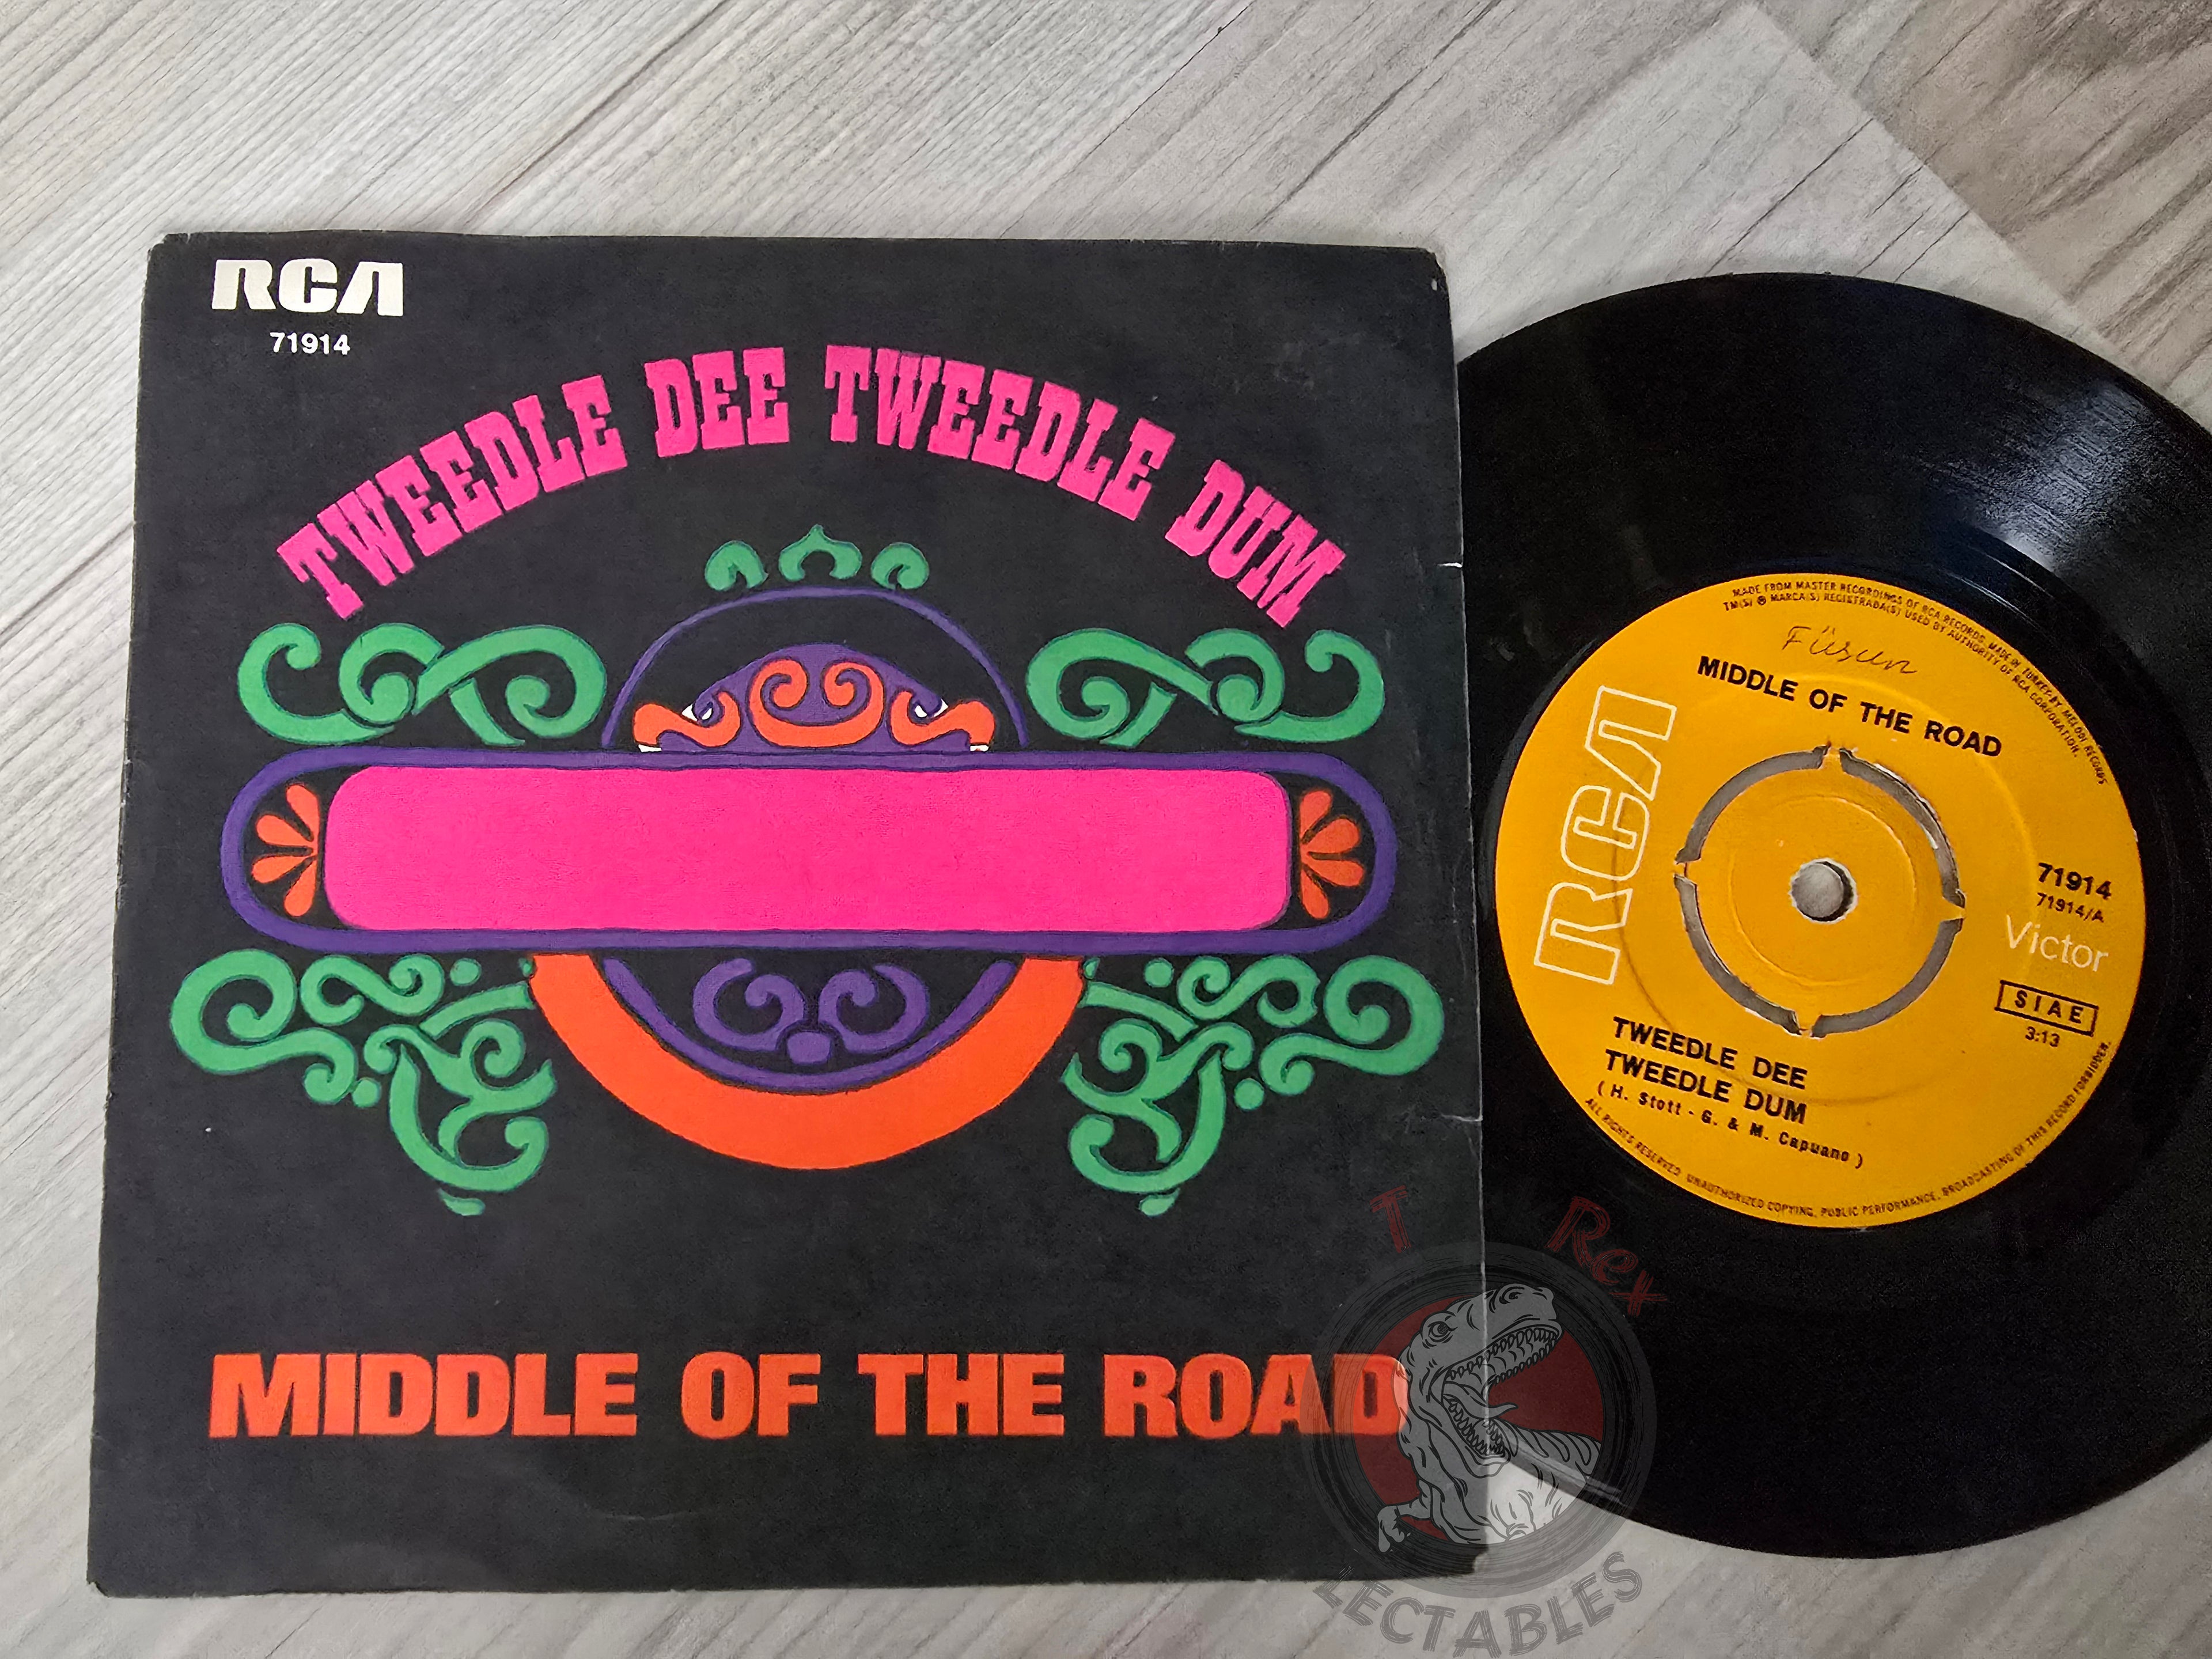 RCA
71914
TWEEDLE DEE TWEEDLE DUM
MIDDLE OF THE ROAD
MADE FROM MASTER RECORDINGS OF RCA RECORDS. MADE IN TURKEY BY MELODI RECORDS
TM(S) ® MARCA(S) REGISTRADA(S) USED BY AUTHORITY OF RCA CORPORATION.
Füsun
MIDDLE OF THE ROAD
RCA
71914
71914/A
Victor
SIAE
3:13
TWEEDLE DEE
TWEEDLE DUM
( H. Stott - G. & M. Capuano )
ALL RIGHTS RESERVED. UNAUTHORIZED COPYING, PUBLIC PERFORMANCE, BROADCASTING OF THIS RECORD FORBIDDEN.
T Rex
LECTABLES